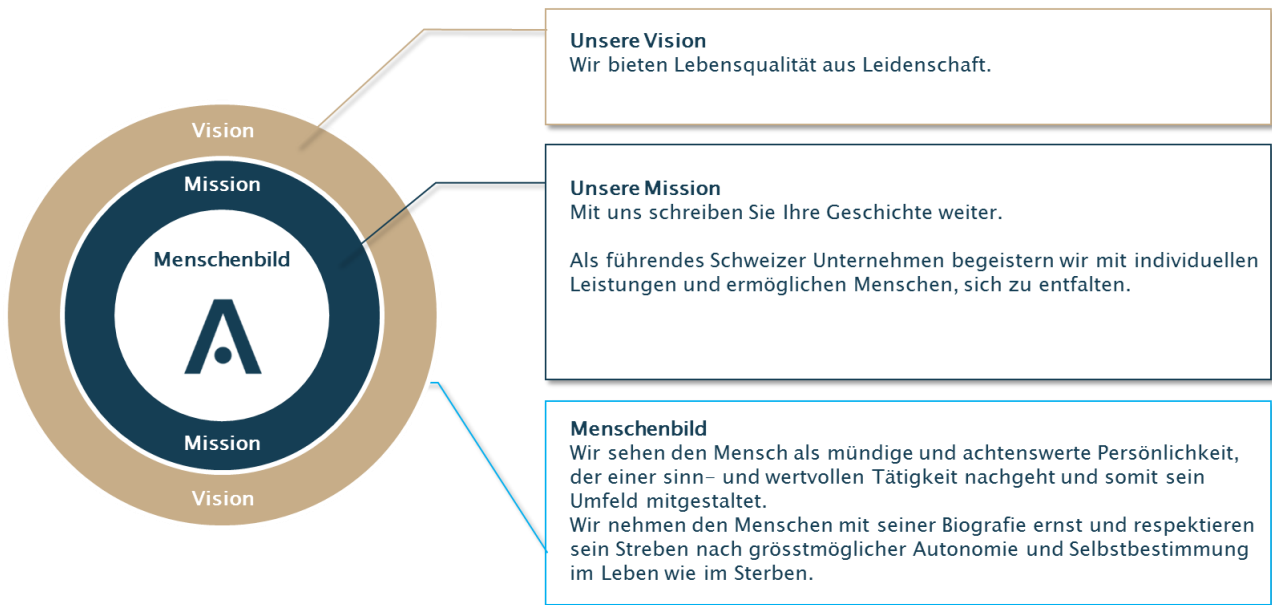 Vision
Mission
Menschenbild
Mission
Vision
Unsere Vision
Wir bieten Lebensqualität aus Leidenschaft.
Unsere Mission
Mit uns schreiben Sie Ihre Geschichte weiter.
Als führendes Schweizer Unternehmen begeistern wir mit individuellen
Leistungen und ermöglichen Menschen, sich zu entfalten.
Menschenbild
Wir sehen den Mensch als mündige und achtenswerte Persönlichkeit,
der einer sinn- und wertvollen Tätigkeit nachgeht und somit sein
Umfeld mitgestaltet.
Wir nehmen den Menschen mit seiner Biografie ernst und respektieren
sein Streben nach grösstmöglicher Autonomie und Selbstbestimmung
im Leben wie im Sterben.